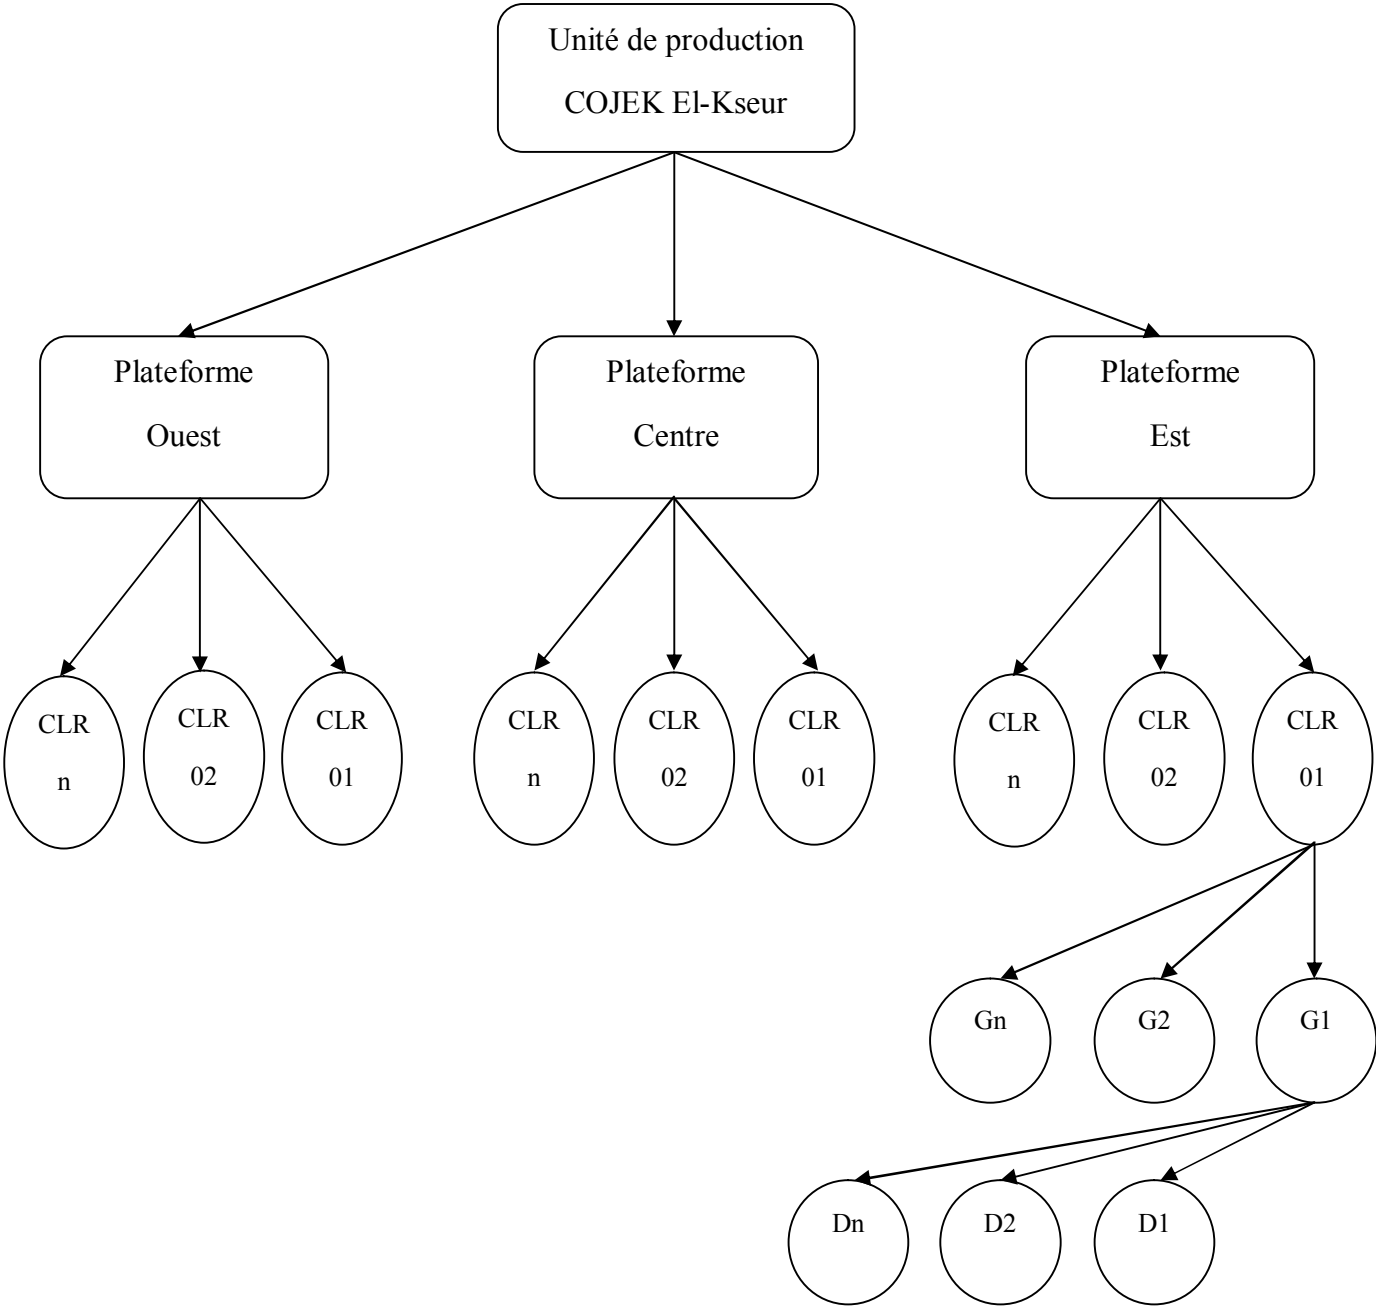 Unité de production
COJEK El-Kseur
Plateforme
Ouest
Plateforme
Centre
Plateforme
Est
CLR
n
CLR
02
CLR
01
CLR
n
CLR
02
CLR
01
CLR
n
CLR
02
CLR
01
Gn
G2
G1
Dn
D2
D1